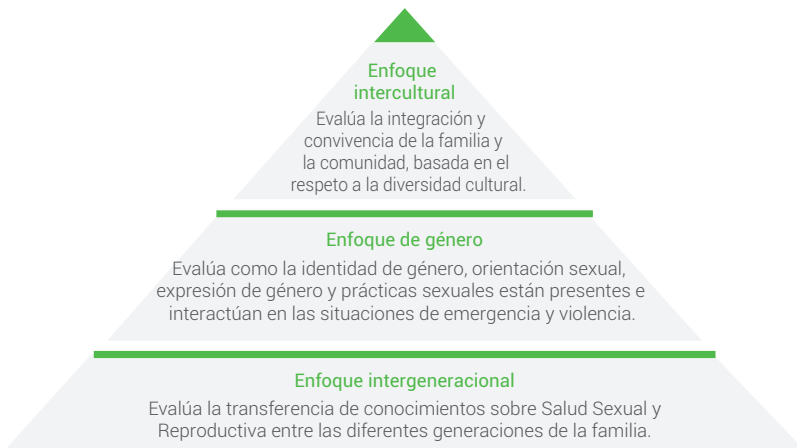 Enfoque
intercultural
Evalúa la integración y
convivencia de la familia y
la comunidad, basada en el
respeto a la diversidad cultural.
Enfoque de género
Evalúa como la identidad de género, orientación sexual,
expresión de género y prácticas sexuales están presentes e
interactúan en las situaciones de emergencia y violencia.
Enfoque intergeneracional
Evalúa la transferencia de conocimientos sobre Salud Sexual y
Reproductiva entre las diferentes generaciones de la familia.